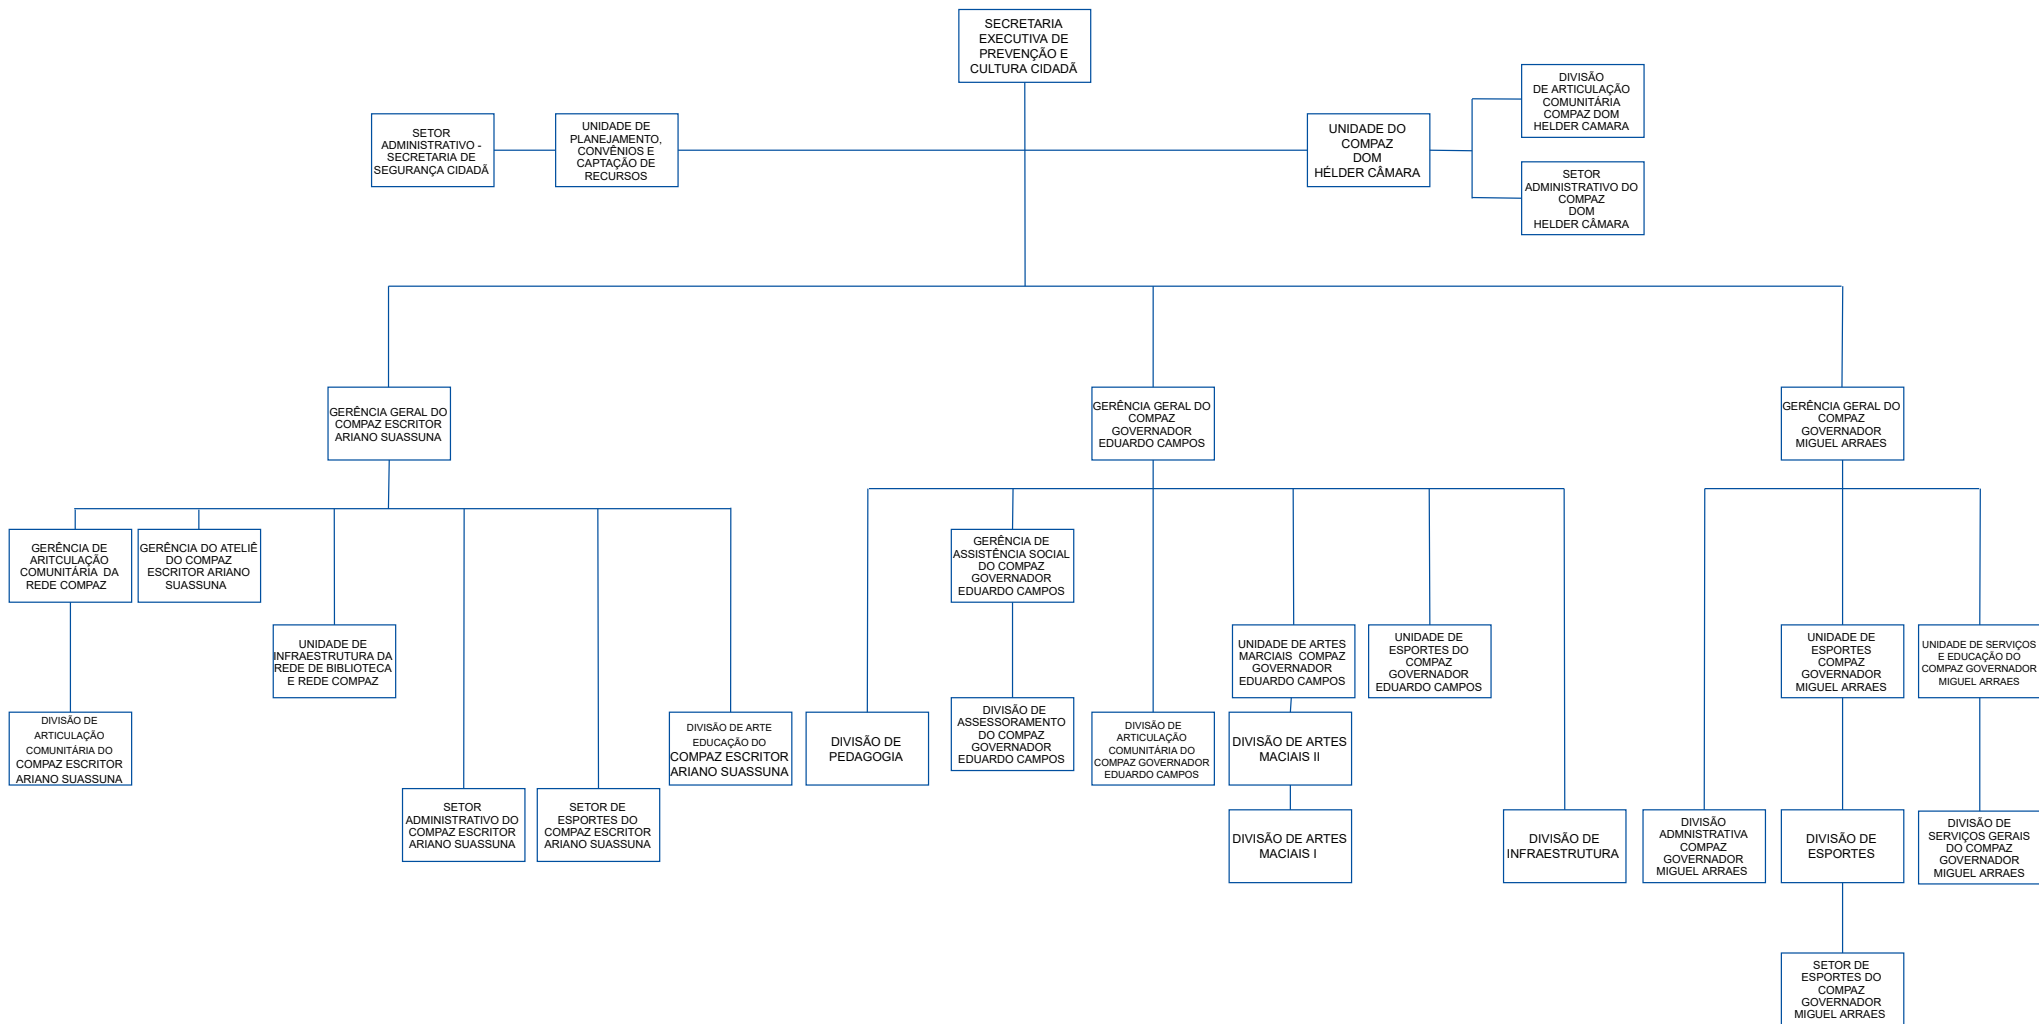 SECRETARIA
EXECUTIVA DE
PREVENÇÃO E
CULTURA CIDADÃ
SETOR
ADMINISTRATIVO -
SECRETARIA DE
SEGURANÇA CIDADÃ
UNIDADE DE
PLANEJAMENTO,
CONVÊNIOS E
CAPTAÇÃO DE
RECURSOS
UNIDADE DO
COMPAZ
DOM
HÉLDER CÂMARA
DIVISÃO
DE ARTICULAÇÃO
COMUNITÁRIA
COMPAZ DOM
HELDER CAMARA
SETOR
ADMINISTRATIVO DO
COMPAZ
DOM
HELDER CÂMARA
GERÊNCIA GERAL DO
COMPAZ ESCRITOR
ARIANO SUASSUNA
GERÊNCIA GERAL DO
COMPAZ
GOVERNADOR
EDUARDO CAMPOS
GERÊNCIA GERAL DO
COMPAZ
GOVERNADOR
MIGUEL ARRAES
GERÊNCIA DE
ARITCULAÇÃO
COMUNITÁRIA DA
REDE COMPAZ
GERÊNCIA DO ATELIÊ
DO COMPAZ
ESCRITOR ARIANO
SUASSUNA
GERÊNCIA DE
ASSISTÊNCIA SOCIAL
DO COMPAZ
GOVERNADOR
EDUARDO CAMPOS
UNIDADE DE
INFRAESTRUTURA DA
REDE DE BIBLIOTECA
E REDE COMPAZ
UNIDADE DE ARTES
MARCIAIS COMPAZ
GOVERNADOR
EDUARDO CAMPOS
UNIDADE DE
ESPORTES DO
COMPAZ
GOVERNADOR
EDUARDO CAMPOS
UNIDADE DE
ESPORTES
COMPAZ
GOVERNADOR
MIGUEL ARRAES
UNIDADE DE SERVIÇOS
E EDUCAÇÃO DO
COMPAZ GOVERNADOR
MIGUEL ARRAES
DIVISÃO DE
ARTICULAÇÃO
COMUNITÁRIA DO
COMPAZ ESCRITOR
ARIANO SUASSUNA
DIVISÃO DE ARTE
EDUCAÇÃO DO
COMPAZ ESCRITOR
ARIANO SUASSUNA
DIVISÃO DE
PEDAGOGIA
DIVISÃO DE
ASSESSORAMENTO
DO COMPAZ
GOVERNADOR
EDUARDO CAMPOS
DIVISÃO DE
ARTICULAÇÃO
COMUNITÁRIA DO
COMPAZ GOVERNADOR
EDUARDO CAMPOS
DIVISÃO DE ARTES
MACIAIS II
SETOR
ADMINISTRATIVO DO
COMPAZ ESCRITOR
ARIANO SUASSUNA
SETOR DE
ESPORTES DO
COMPAZ ESCRITOR
ARIANO SUASSUNA
DIVISÃO DE ARTES
MACIAIS I
DIVISÃO DE
INFRAESTRUTURA
DIVISÃO
ADMNISTRATIVA
COMPAZ
GOVERNADOR
MIGUEL ARRAES
DIVISÃO DE
ESPORTES
DIVISÃO DE
SERVIÇOS GERAIS
DO COMPAZ
GOVERNADOR
MIGUEL ARRAES
SETOR DE
ESPORTES DO
COMPAZ
GOVERNADOR
MIGUEL ARRAES